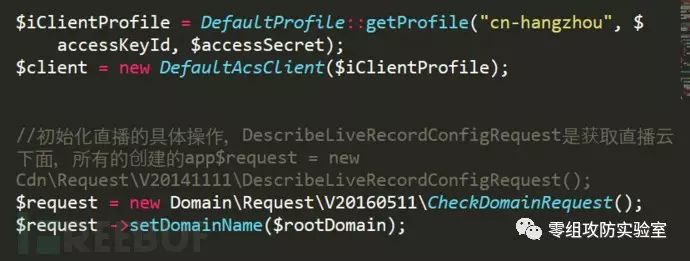 $iClientProfile = DefaultProfile::getProfile("cn-hangzhou", $
accessKeyId, $accessSecret);
$client = new DefaultAcsClient($iClientProfile);
//初始化直播的具体操作，DescribeLiveRecordConfigRequest是获取直播云
下面，所有的创建的app$request = new
Cdn\Request\V20141111\DescribeLiveRecordConfigRequest();
$request = new Domain\Request\V20160511\CheckDomainRequest();
$request ->setDomainName($rootDomain);
REEBUF
零组攻防实验室